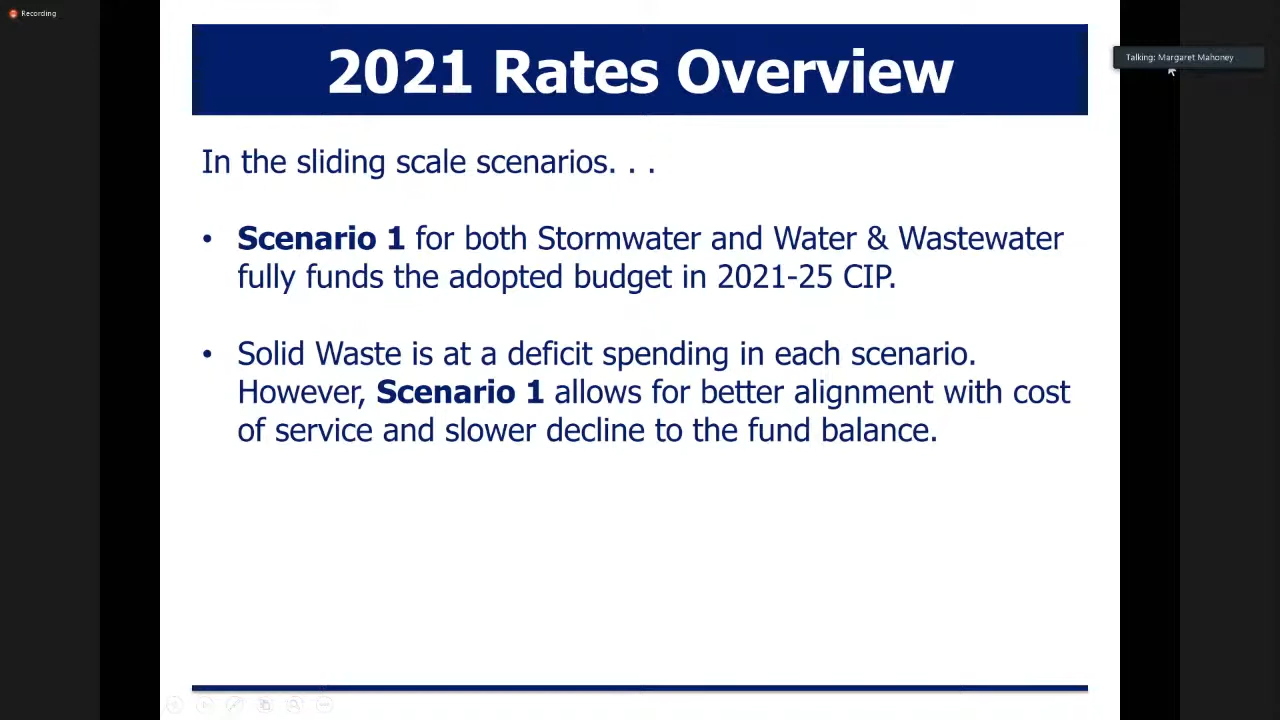 Recording
2021 Rates Overview
Talking: Margaret Mahoney
In the sliding scale scenarios. . .
• Scenario 1 for both Stormwater and Water & Wastewater
fully funds the adopted budget in 2021-25 CIP.
• Solid Waste is at a deficit spending in each scenario.
However, Scenario 1 allows for better alignment with cost
of service and slower decline to the fund balance.